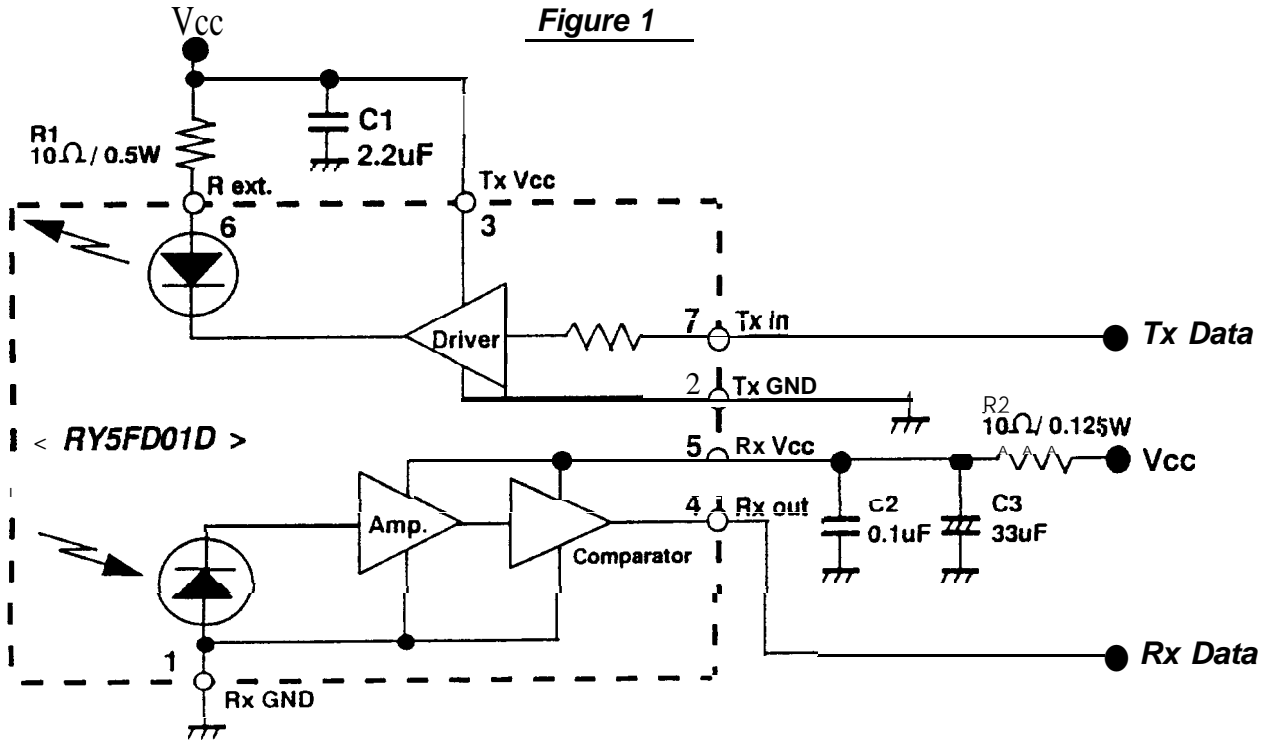 Figure 1
Vcc
R1
10Ω / 0.5W
C1
2.2uF
R ext.
6
Tx Vcc
3
Driver
7
Tx in
Tx Data
2
Tx GND
R2
10Ω / 0.125W
< RY5FD01D >
5
Rx Vcc
Vcc
Amp.
Comparator
4
Rx out
c2
0.1uF
C3
33uF
1
Rx GND
Rx Data